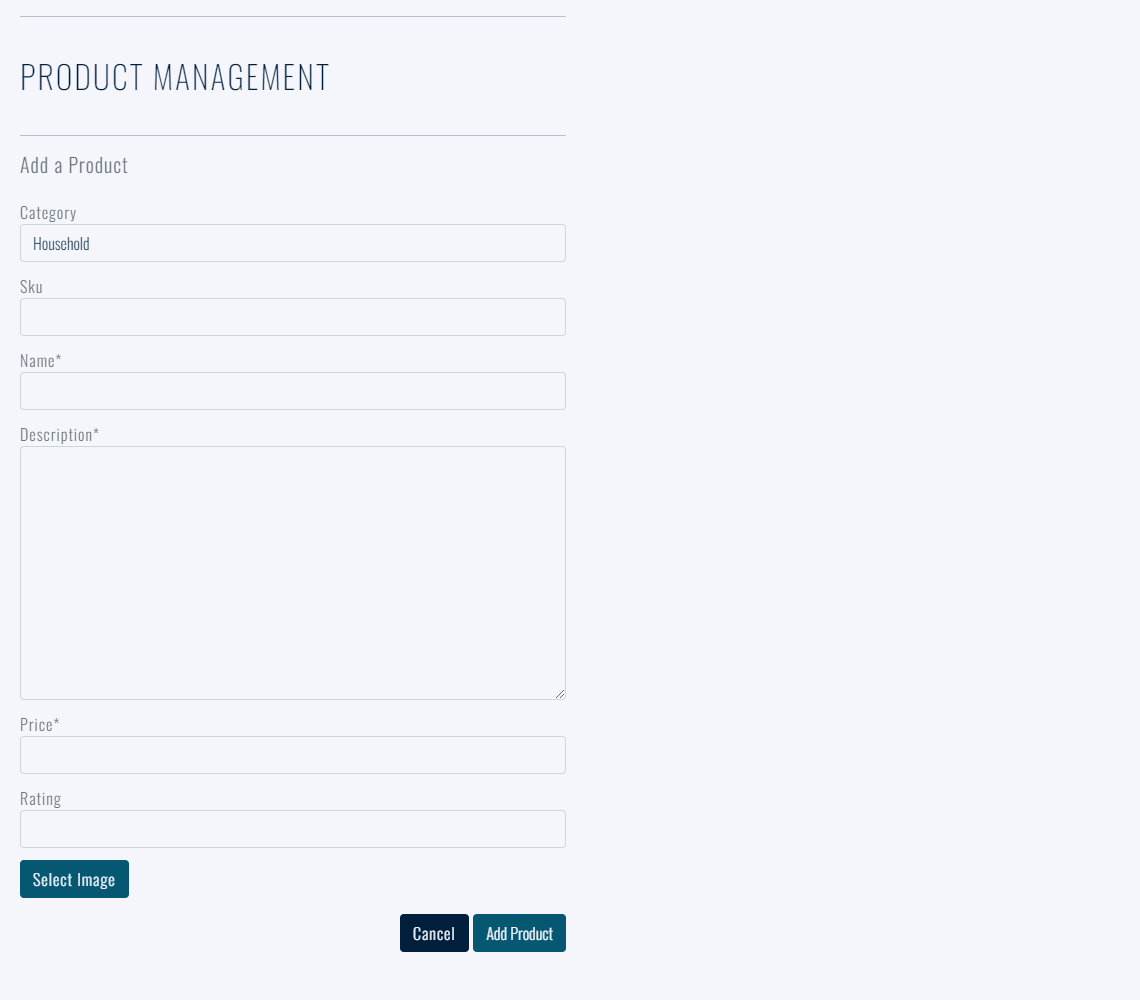 PRODUCT MANAGEMENT
Add a Product
Category
Household
Sku
Name*
Description*
Price*
Rating
Select Image
Cancel Add Product